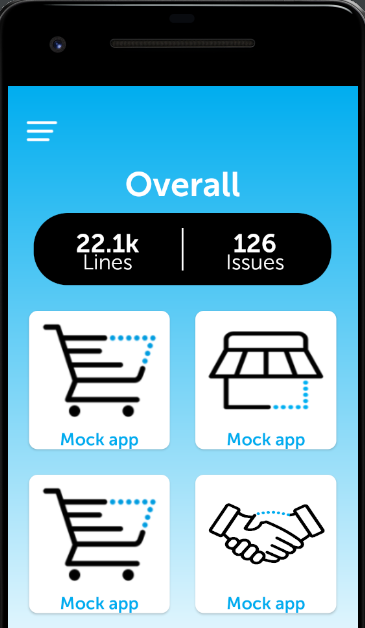 Overall
22.1k 126
Lines Issues
Mock app Mock app
Mock app Mock app